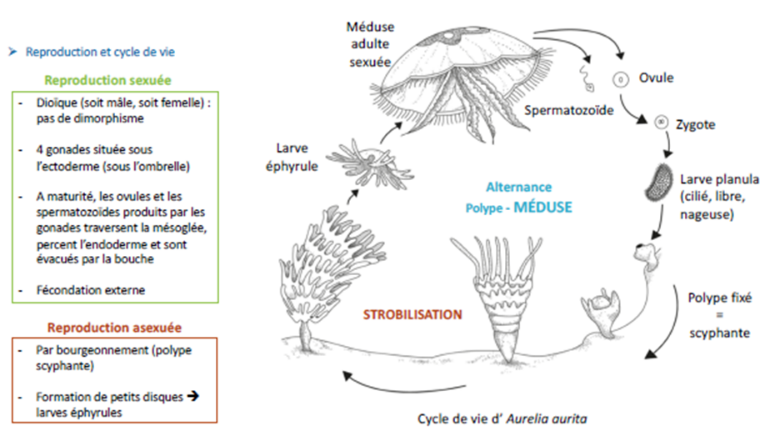 ➢ Reproduction et cycle de vie
Reproduction sexuée
- Dioïque (soit mâle, soit femelle) :
pas de dimorphisme
- 4 gonades située sous
l'ectoderme (sous l'ombrelle)
- A maturité, les ovules et les
spermatozoïdes produits par les
gonades traversent la mésoglée,
percent l'endoderme et sont
évacués par la bouche
- Fécondation externe
Reproduction asexuée
- Par bourgeonnement (polype
scyphante)
- Formation de petits disques ➔
larves éphyrules
Méduse
adulte
sexuée
Ovule
Spermatozoïde
Zygote
Larve
éphyrule
Larve planula
(cilié, libre,
nageuse)
Alternance
Polype - MÉDUSE
STROBILISATION
Polype fixé
=
scyphante
Cycle de vie d' Aurelia aurita